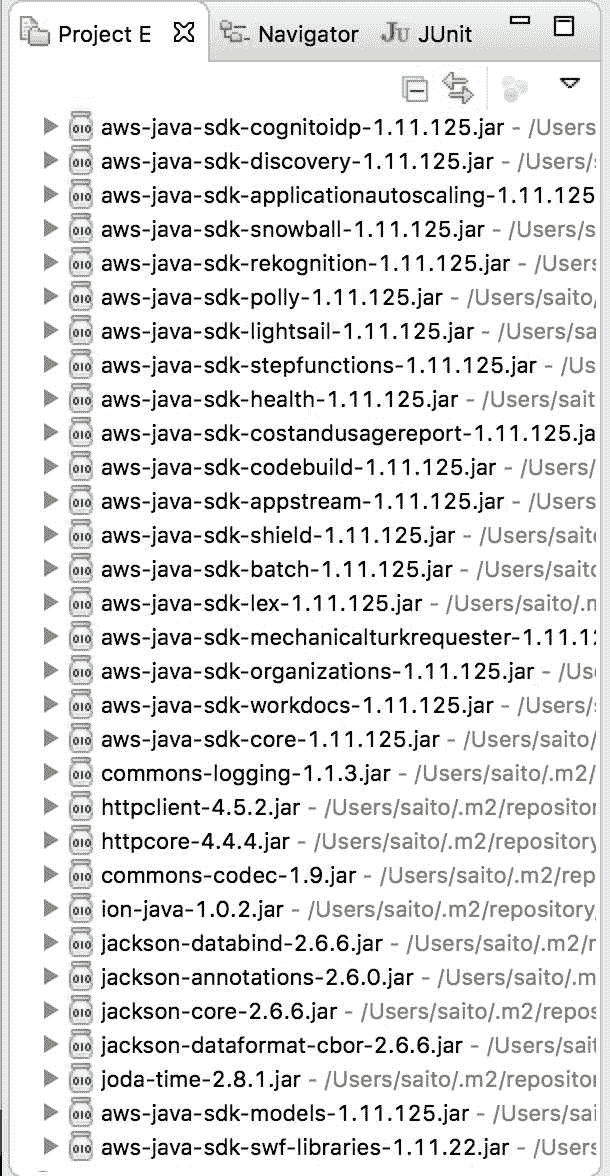 Project E Navigator JU JUnit
aws-java-sdk-cognitoidp-1.11.125.jar - /Users
aws-java-sdk-discovery-1.11.125.jar - /Users/
aws-java-sdk-applicationautoscaling-1.11.125
aws-java-sdk-snowball-1.11.125.jar - /Users/s
aws-java-sdk-rekognition-1.11.125.jar - /Users
aws-java-sdk-polly-1.11.125.jar - /Users/saito/
aws-java-sdk-lightsail-1.11.125.jar - /Users/sa
aws-java-sdk-stepfunctions-1.11.125.jar - /Us
aws-java-sdk-health-1.11.125.jar - /Users/sait
aws-java-sdk-costandusagereport-1.11.125.ja
aws-java-sdk-codebuild-1.11.125.jar - /Users/
aws-java-sdk-appstream-1.11.125.jar - /Users
aws-java-sdk-shield-1.11.125.jar - /Users/saito
aws-java-sdk-batch-1.11.125.jar - /Users/saito
aws-java-sdk-lex-1.11.125.jar - /Users/saito/.m
aws-java-sdk-mechanicalturkrequester-1.11.12
aws-java-sdk-organizations-1.11.125.jar - /Use
aws-java-sdk-workdocs-1.11.125.jar - /Users/
aws-java-sdk-core-1.11.125.jar - /Users/saito/
commons-logging-1.1.3.jar - /Users/saito/.m2/
httpclient-4.5.2.jar - /Users/saito/.m2/repositor
httpcore-4.4.4.jar - /Users/saito/.m2/repository
commons-codec-1.9.jar - /Users/saito/.m2/rep
ion-java-1.0.2.jar - /Users/saito/.m2/repository/
jackson-databind-2.6.6.jar - /Users/saito/.m2/r
jackson-annotations-2.6.0.jar - /Users/saito/.m
jackson-core-2.6.6.jar - /Users/saito/.m2/repos
jackson-dataformat-cbor-2.6.6.jar - /Users/sait
joda-time-2.8.1.jar - /Users/saito/.m2/repositor
aws-java-sdk-models-1.11.125.jar - /Users/sai
aws-java-sdk-swf-libraries-1.11.22.jar - /Users